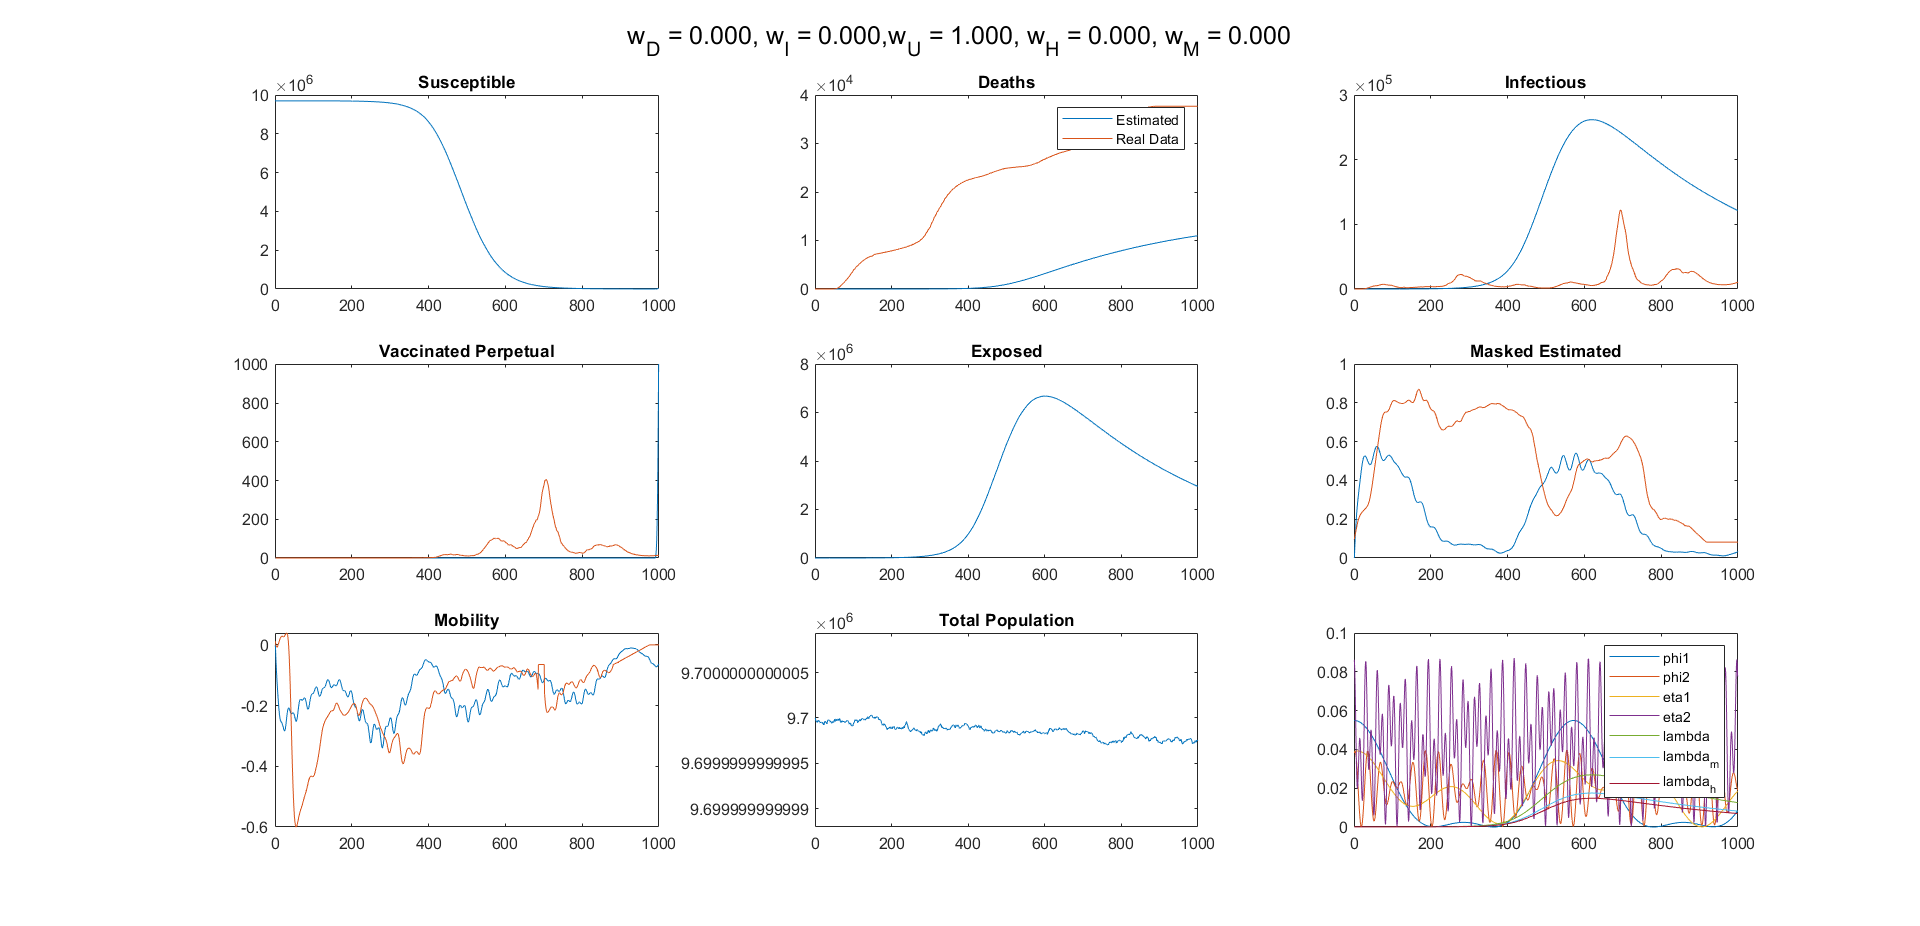 w_D = 0.000, w_I = 0.000,w_U = 1.000, w_H = 0.000, w_M = 0.000
Susceptible
×10^6
10
8
6
4
2
0
0 200 400 600 800 1000
Deaths
×10^4
4
3
2
1
0
0 200 400 600 800 1000
Estimated
Real Data
Infectious
×10^5
3
2
1
0
0 200 400 600 800 1000
Vaccinated Perpetual
1000
800
600
400
200
0
0 200 400 600 800 1000
Exposed
×10^6
8
6
4
2
0
0 200 400 600 800 1000
Masked Estimated
1
0.8
0.6
0.4
0.2
0
0 200 400 600 800 1000
Mobility
0
-0.2
-0.4
-0.6
0 200 400 600 800 1000
Total Population
×10^6
9.7000000000005
9.7
9.6999999999995
9.699999999999
0 200 400 600 800 1000
0.1
0.08
0.06
0.04
0.02
0
0 200 400 600 800 1000
phi1
phi2
eta1
eta2
lambda
lambda_m
lambda_h